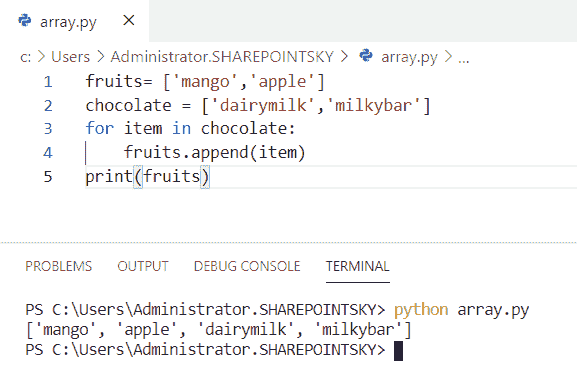 array.py ×
c: > Users > Administrator.SHAREPOINTSKY > array.py > ...
1 fruits= ['mango','apple']
2 chocolate = ['dairymilk','milkybar']
3 for item in chocolate:
4     fruits.append(item)
5 print(fruits)
PROBLEMS OUTPUT DEBUG CONSOLE TERMINAL
PS C:\Users\Administrator.SHAREPOINTSKY> python array.py
['mango', 'apple', 'dairymilk', 'milkybar']
PS C:\Users\Administrator.SHAREPOINTSKY>